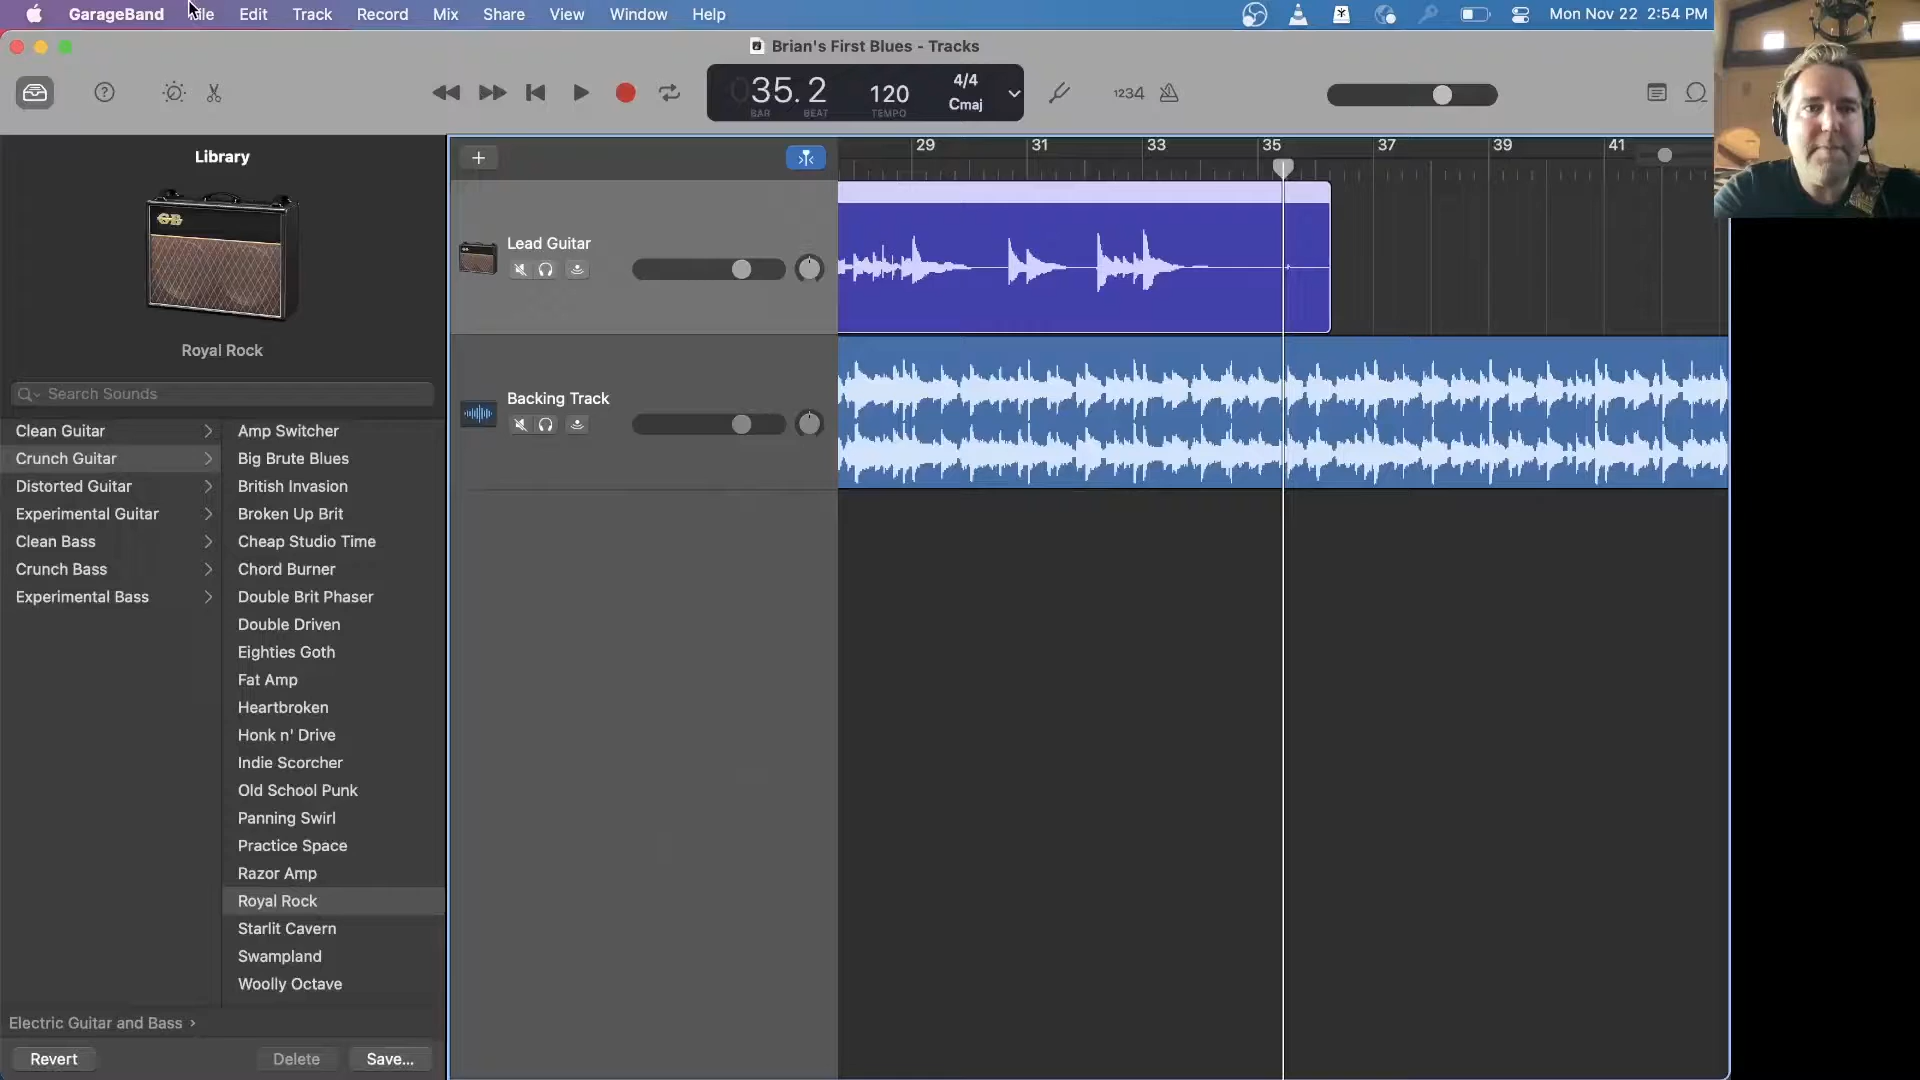 GarageBand File Edit Track Record Mix Share View Window Help Mon Nov 22 2:54 PM
Brian's First Blues - Tracks
035.2 120 4/4 Cmaj
BAR BEAT TEMPO
1234
Library
GB
Royal Rock
Search Sounds
Clean Guitar
Crunch Guitar
Distorted Guitar
Experimental Guitar
Clean Bass
Crunch Bass
Experimental Bass
Amp Switcher
Big Brute Blues
British Invasion
Broken Up Brit
Cheap Studio Time
Chord Burner
Double Brit Phaser
Double Driven
Eighties Goth
Fat Amp
Heartbroken
Honk n' Drive
Indie Scorcher
Old School Punk
Panning Swirl
Practice Space
Razor Amp
Royal Rock
Starlit Cavern
Swampland
Woolly Octave
Electric Guitar and Bass
Revert Delete Save...
29 31 33 35 37 39 41
Lead Guitar
Backing Track